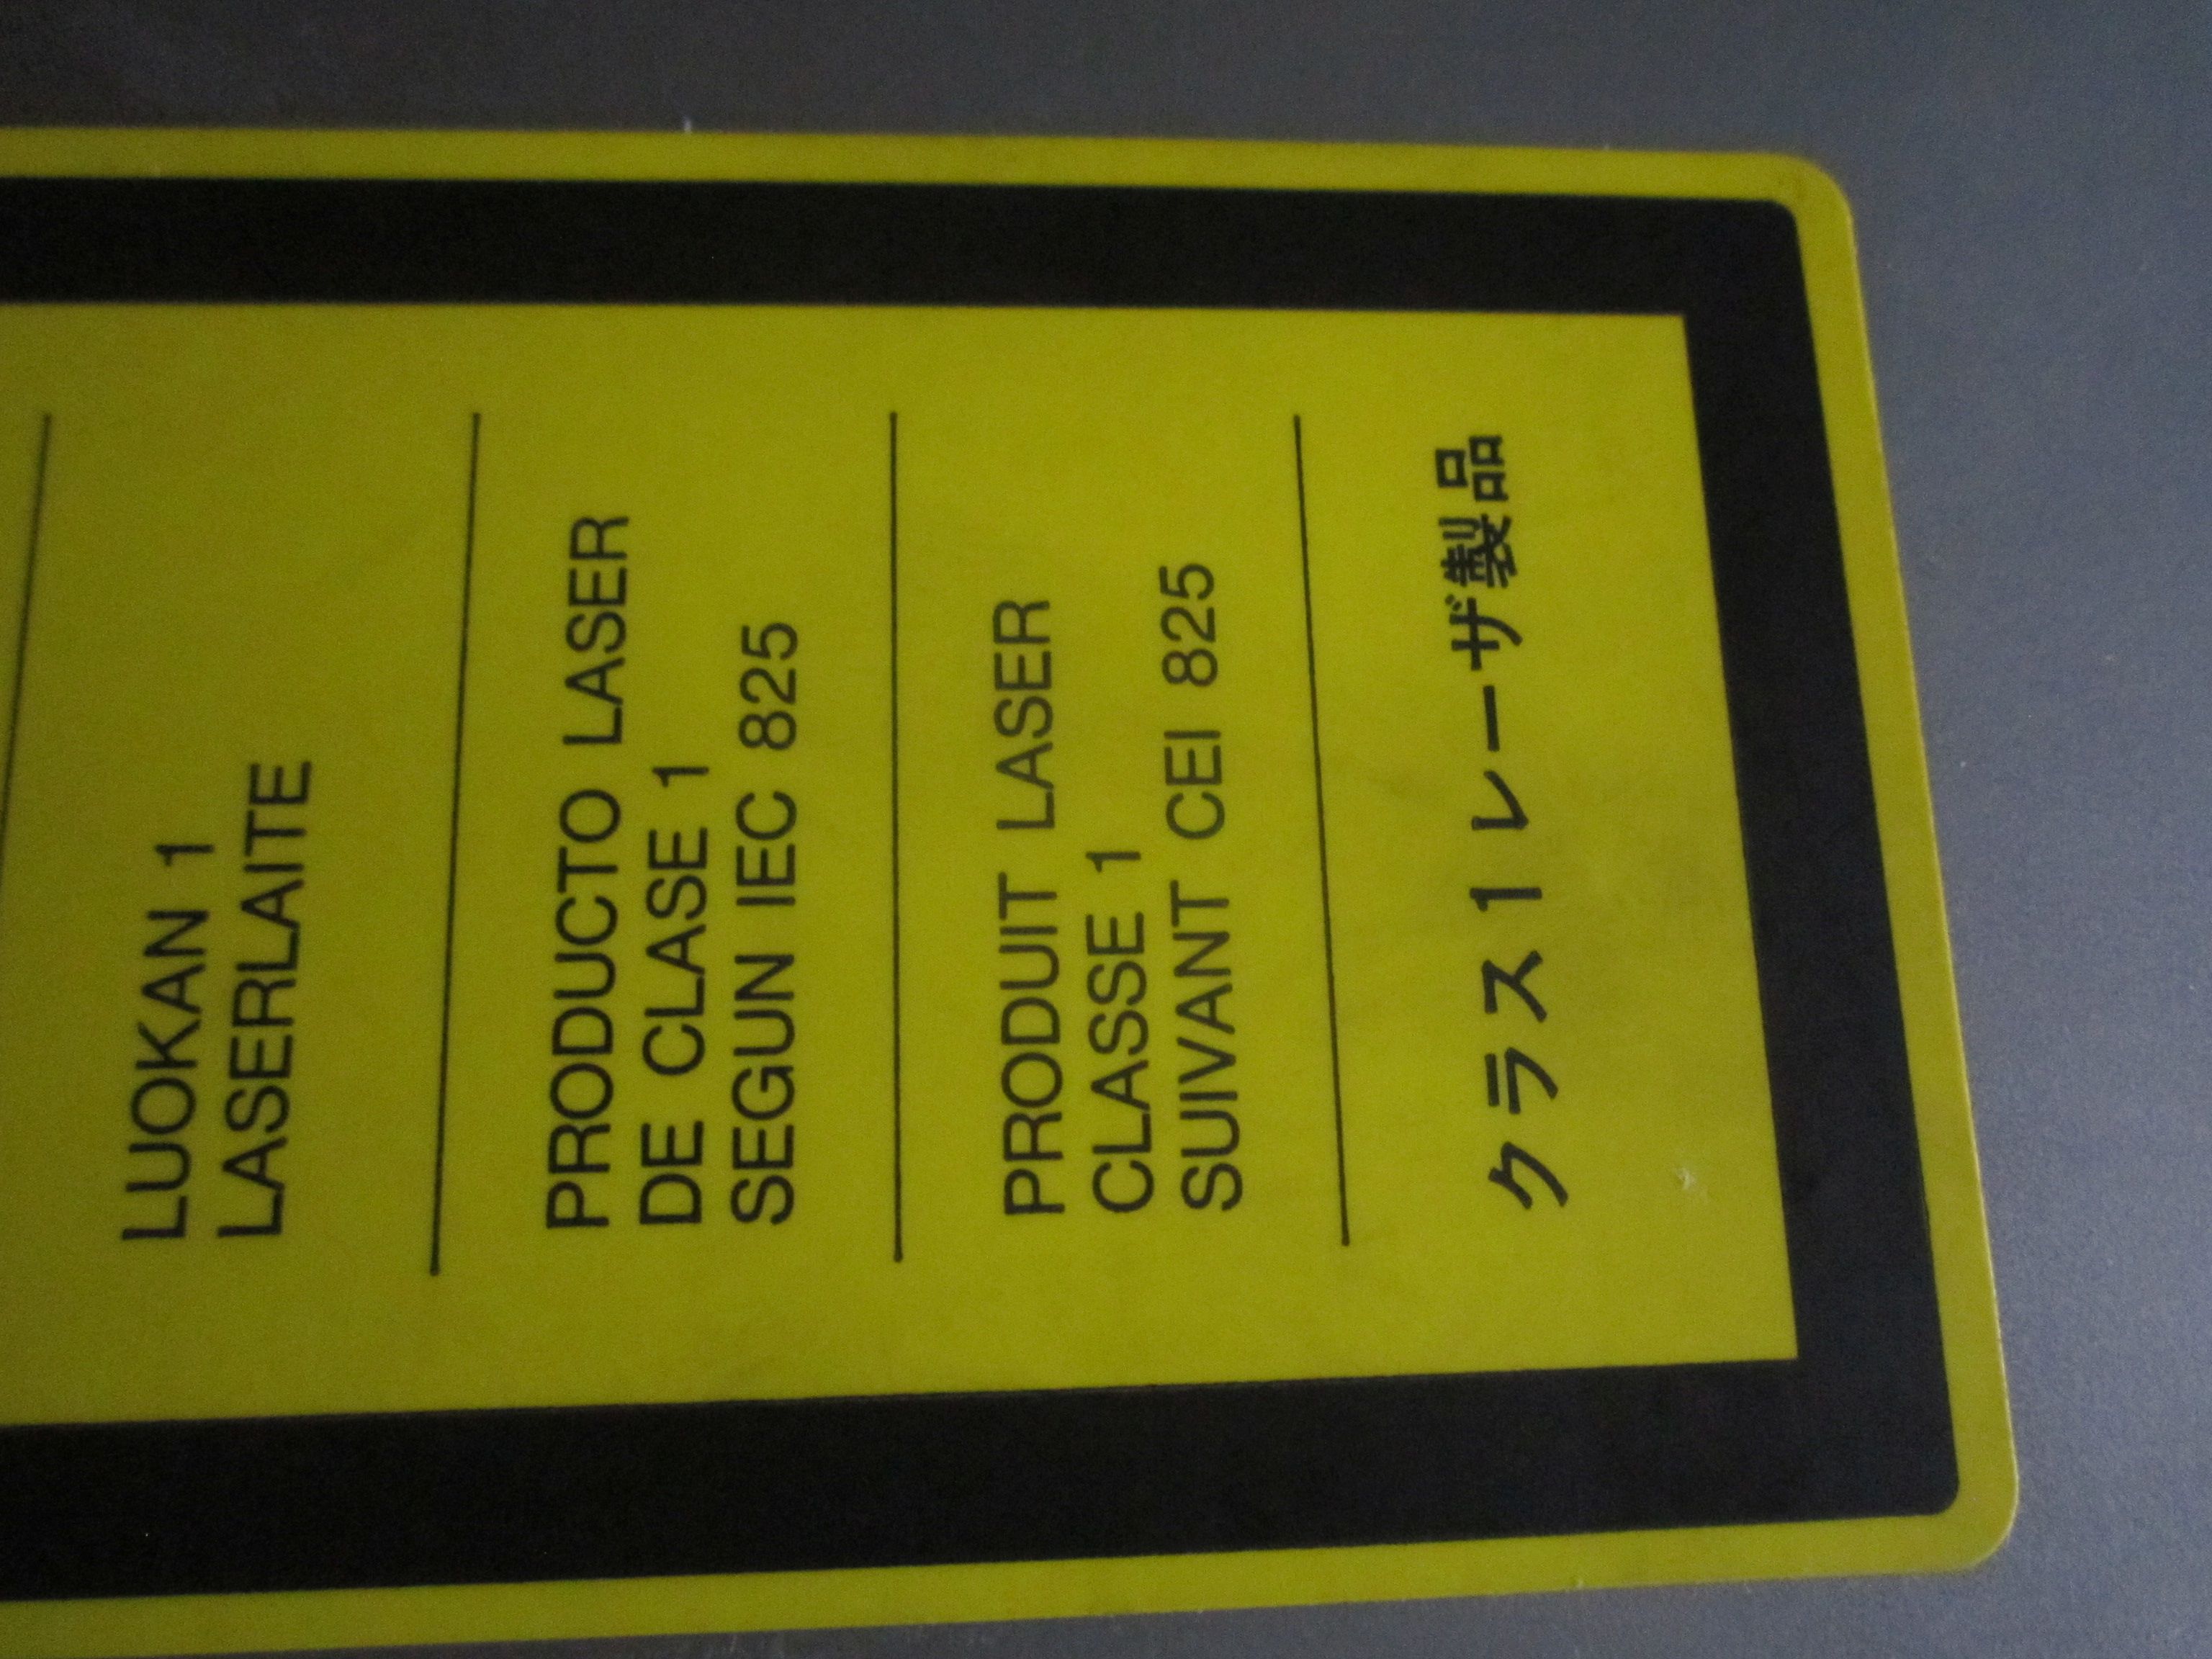 LUOKAN 1
LASERLAITE
PRODUCTO LASER
DE CLASE 1
SEGUN IEC 825
PRODUIT LASER
CLASSE 1
SUIVANT CEI 825
クラス1レーザ製品